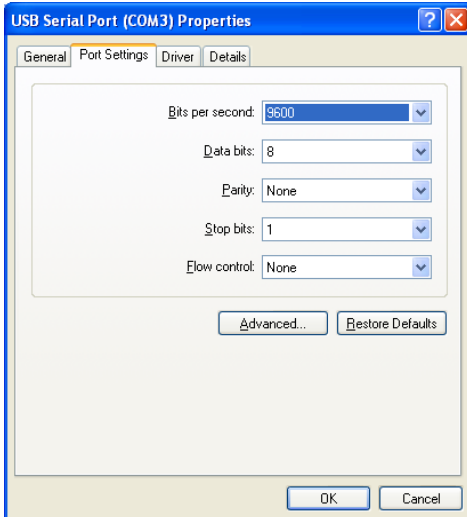 USB Serial Port (COM3) Properties
?
X
General Port Settings Driver Details
Bits per second: 9600
Data bits: 8
Parity: None
Stop bits: 1
Flow control: None
Advanced... Restore Defaults
OK Cancel